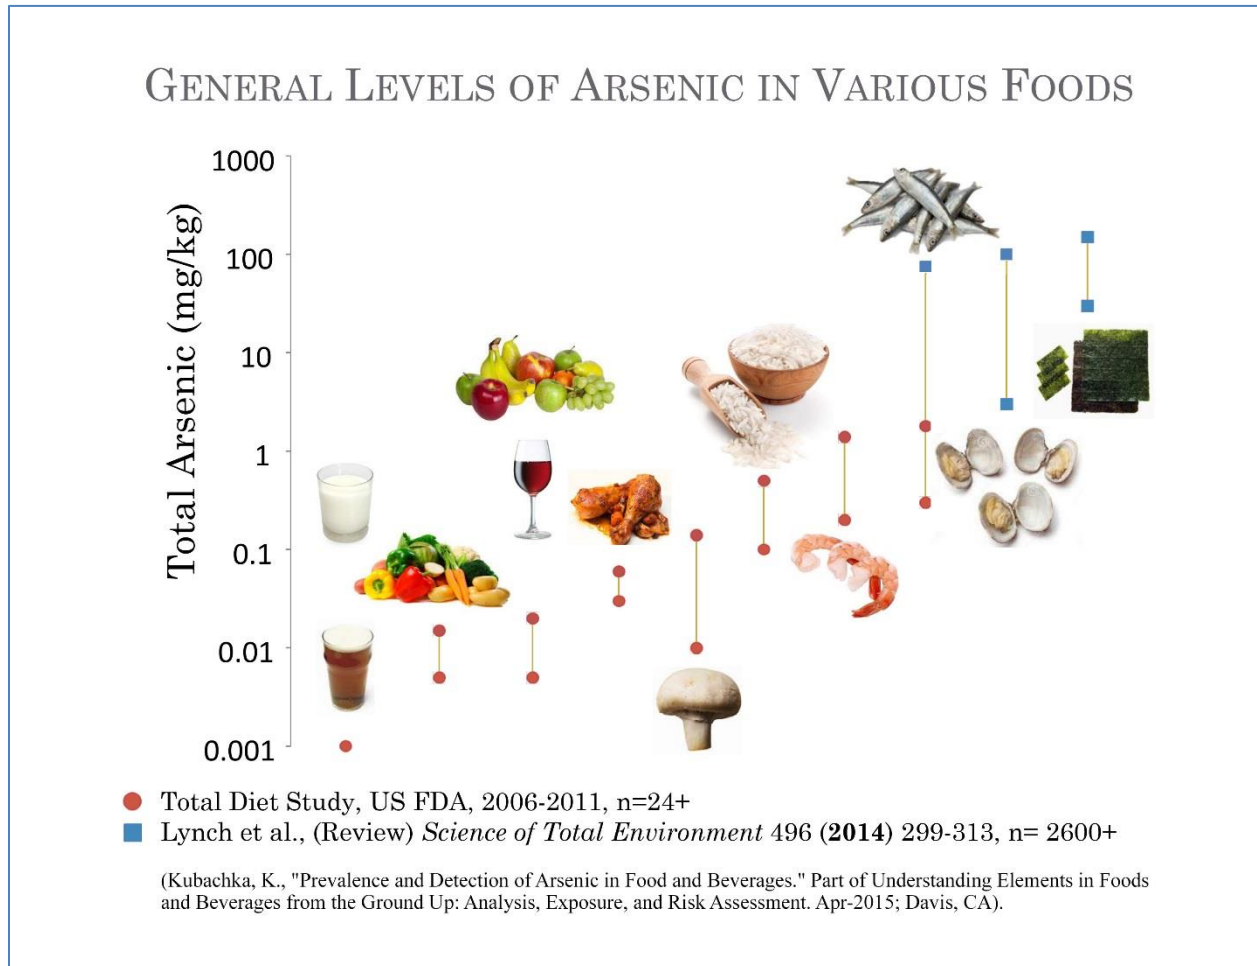 GENERAL LEVELS OF ARSENIC IN VARIOUS FOODS
Total Arsenic (mg/kg)
1000
100
10
1
0.1
0.01
0.001
Total Diet Study, US FDA, 2006-2011, n=24+
Lynch et al., (Review) Science of Total Environment 496 (2014) 299-313, n= 2600+
(Kubachka, K., "Prevalence and Detection of Arsenic in Food and Beverages." Part of Understanding Elements in Foods
and Beverages from the Ground Up: Analysis, Exposure, and Risk Assessment. Apr-2015; Davis, CA).